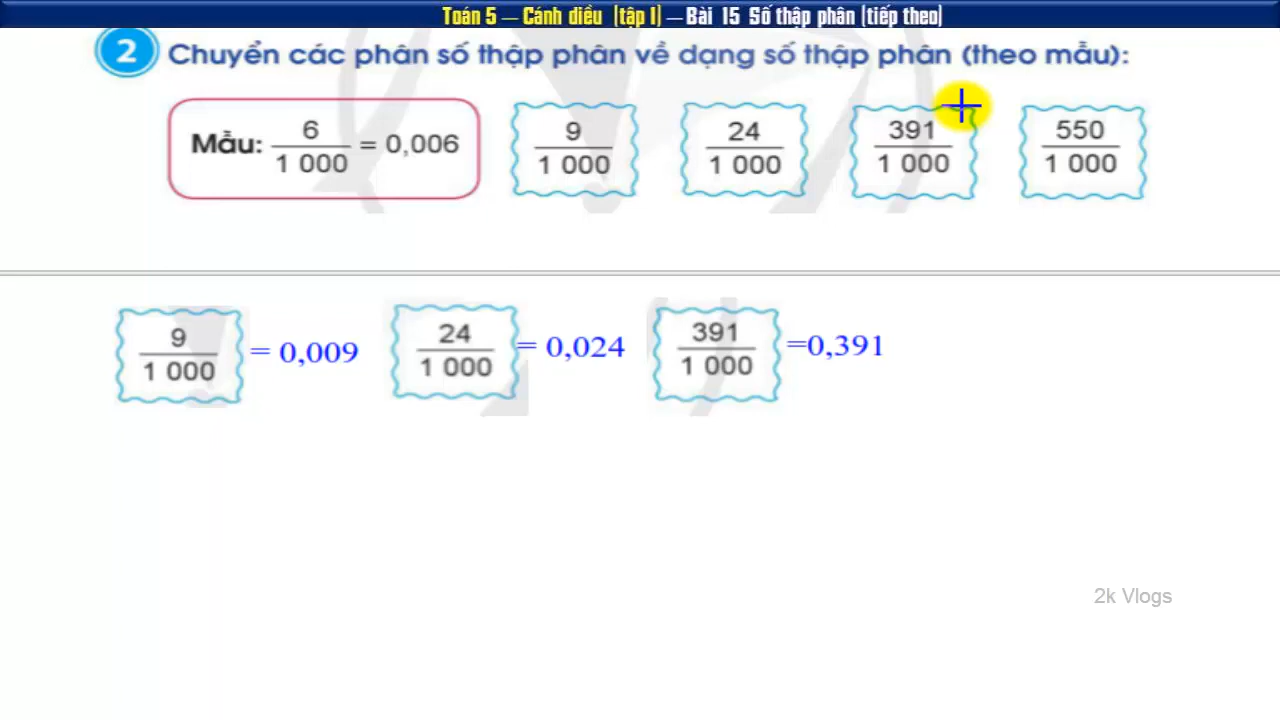 Toán 5 – Cánh diều (tập 1) – Bài 15 Số thập phân (tiếp theo)
2 Chuyển các phân số thập phân về dạng số thập phân (theo mẫu):
Mẫu: 6/1 000 = 0,006
9/1 000
24/1 000
391/1 000
550/1 000
9/1 000 = 0,009
24/1 000 = 0,024
391/1 000 =0,391
2k Vlogs